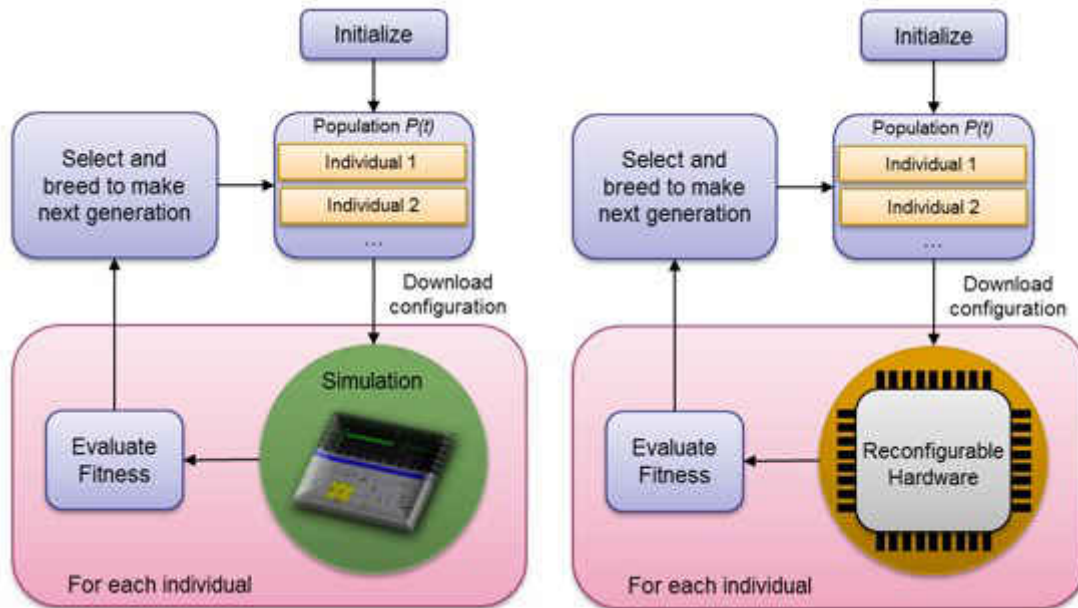 Initialize
Population P(t)
Individual 1
Individual 2
...
Select and
breed to make
next generation
Download
configuration
Simulation
Evaluate
Fitness
For each individual
Initialize
Population P(t)
Individual 1
Individual 2
...
Select and
breed to make
next generation
Download
configuration
Reconfigurable
Hardware
Evaluate
Fitness
For each individual